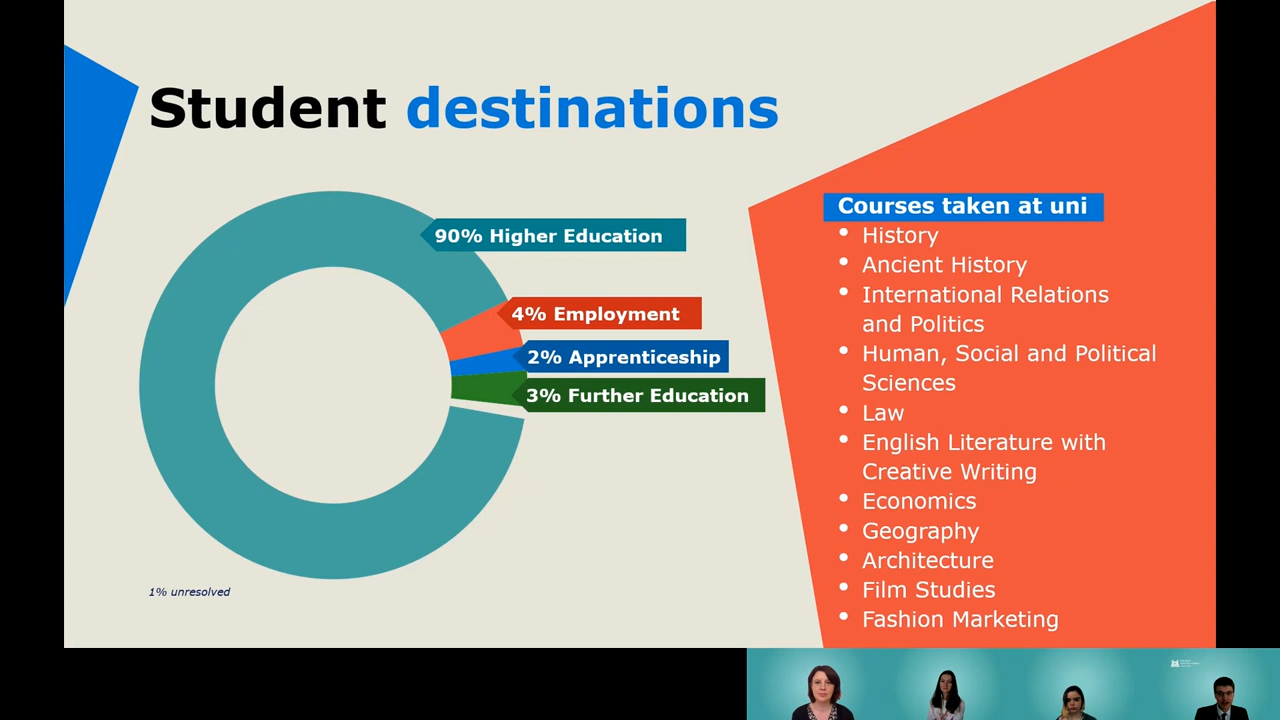 Student destinations
90% Higher Education
4% Employment
2% Apprenticeship
3% Further Education
1% unresolved
Courses taken at uni
• History
• Ancient History
• International Relations
and Politics
• Human, Social and Political
Sciences
• Law
• English Literature with
Creative Writing
• Economics
• Geography
• Architecture
• Film Studies
• Fashion Marketing